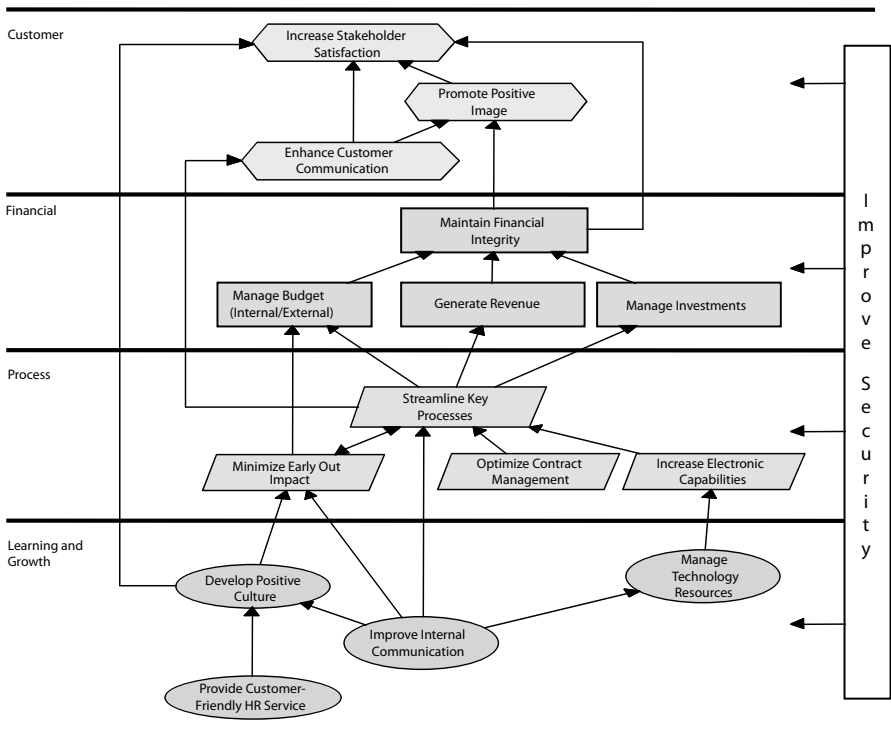 Customer
Increase Stakeholder
Satisfaction
Promote Positive
Image
Enhance Customer
Communication
Financial
Maintain Financial
Integrity
Manage Budget
(Internal/External)
Generate Revenue
Manage Investments
Process
Streamline Key
Processes
Minimize Early Out
Impact
Optimize Contract
Management
Increase Electronic
Capabilities
Learning and
Growth
Develop Positive
Culture
Manage
Technology
Resources
Improve Internal
Communication
Provide Customer-
Friendly HR Service
Improve Security